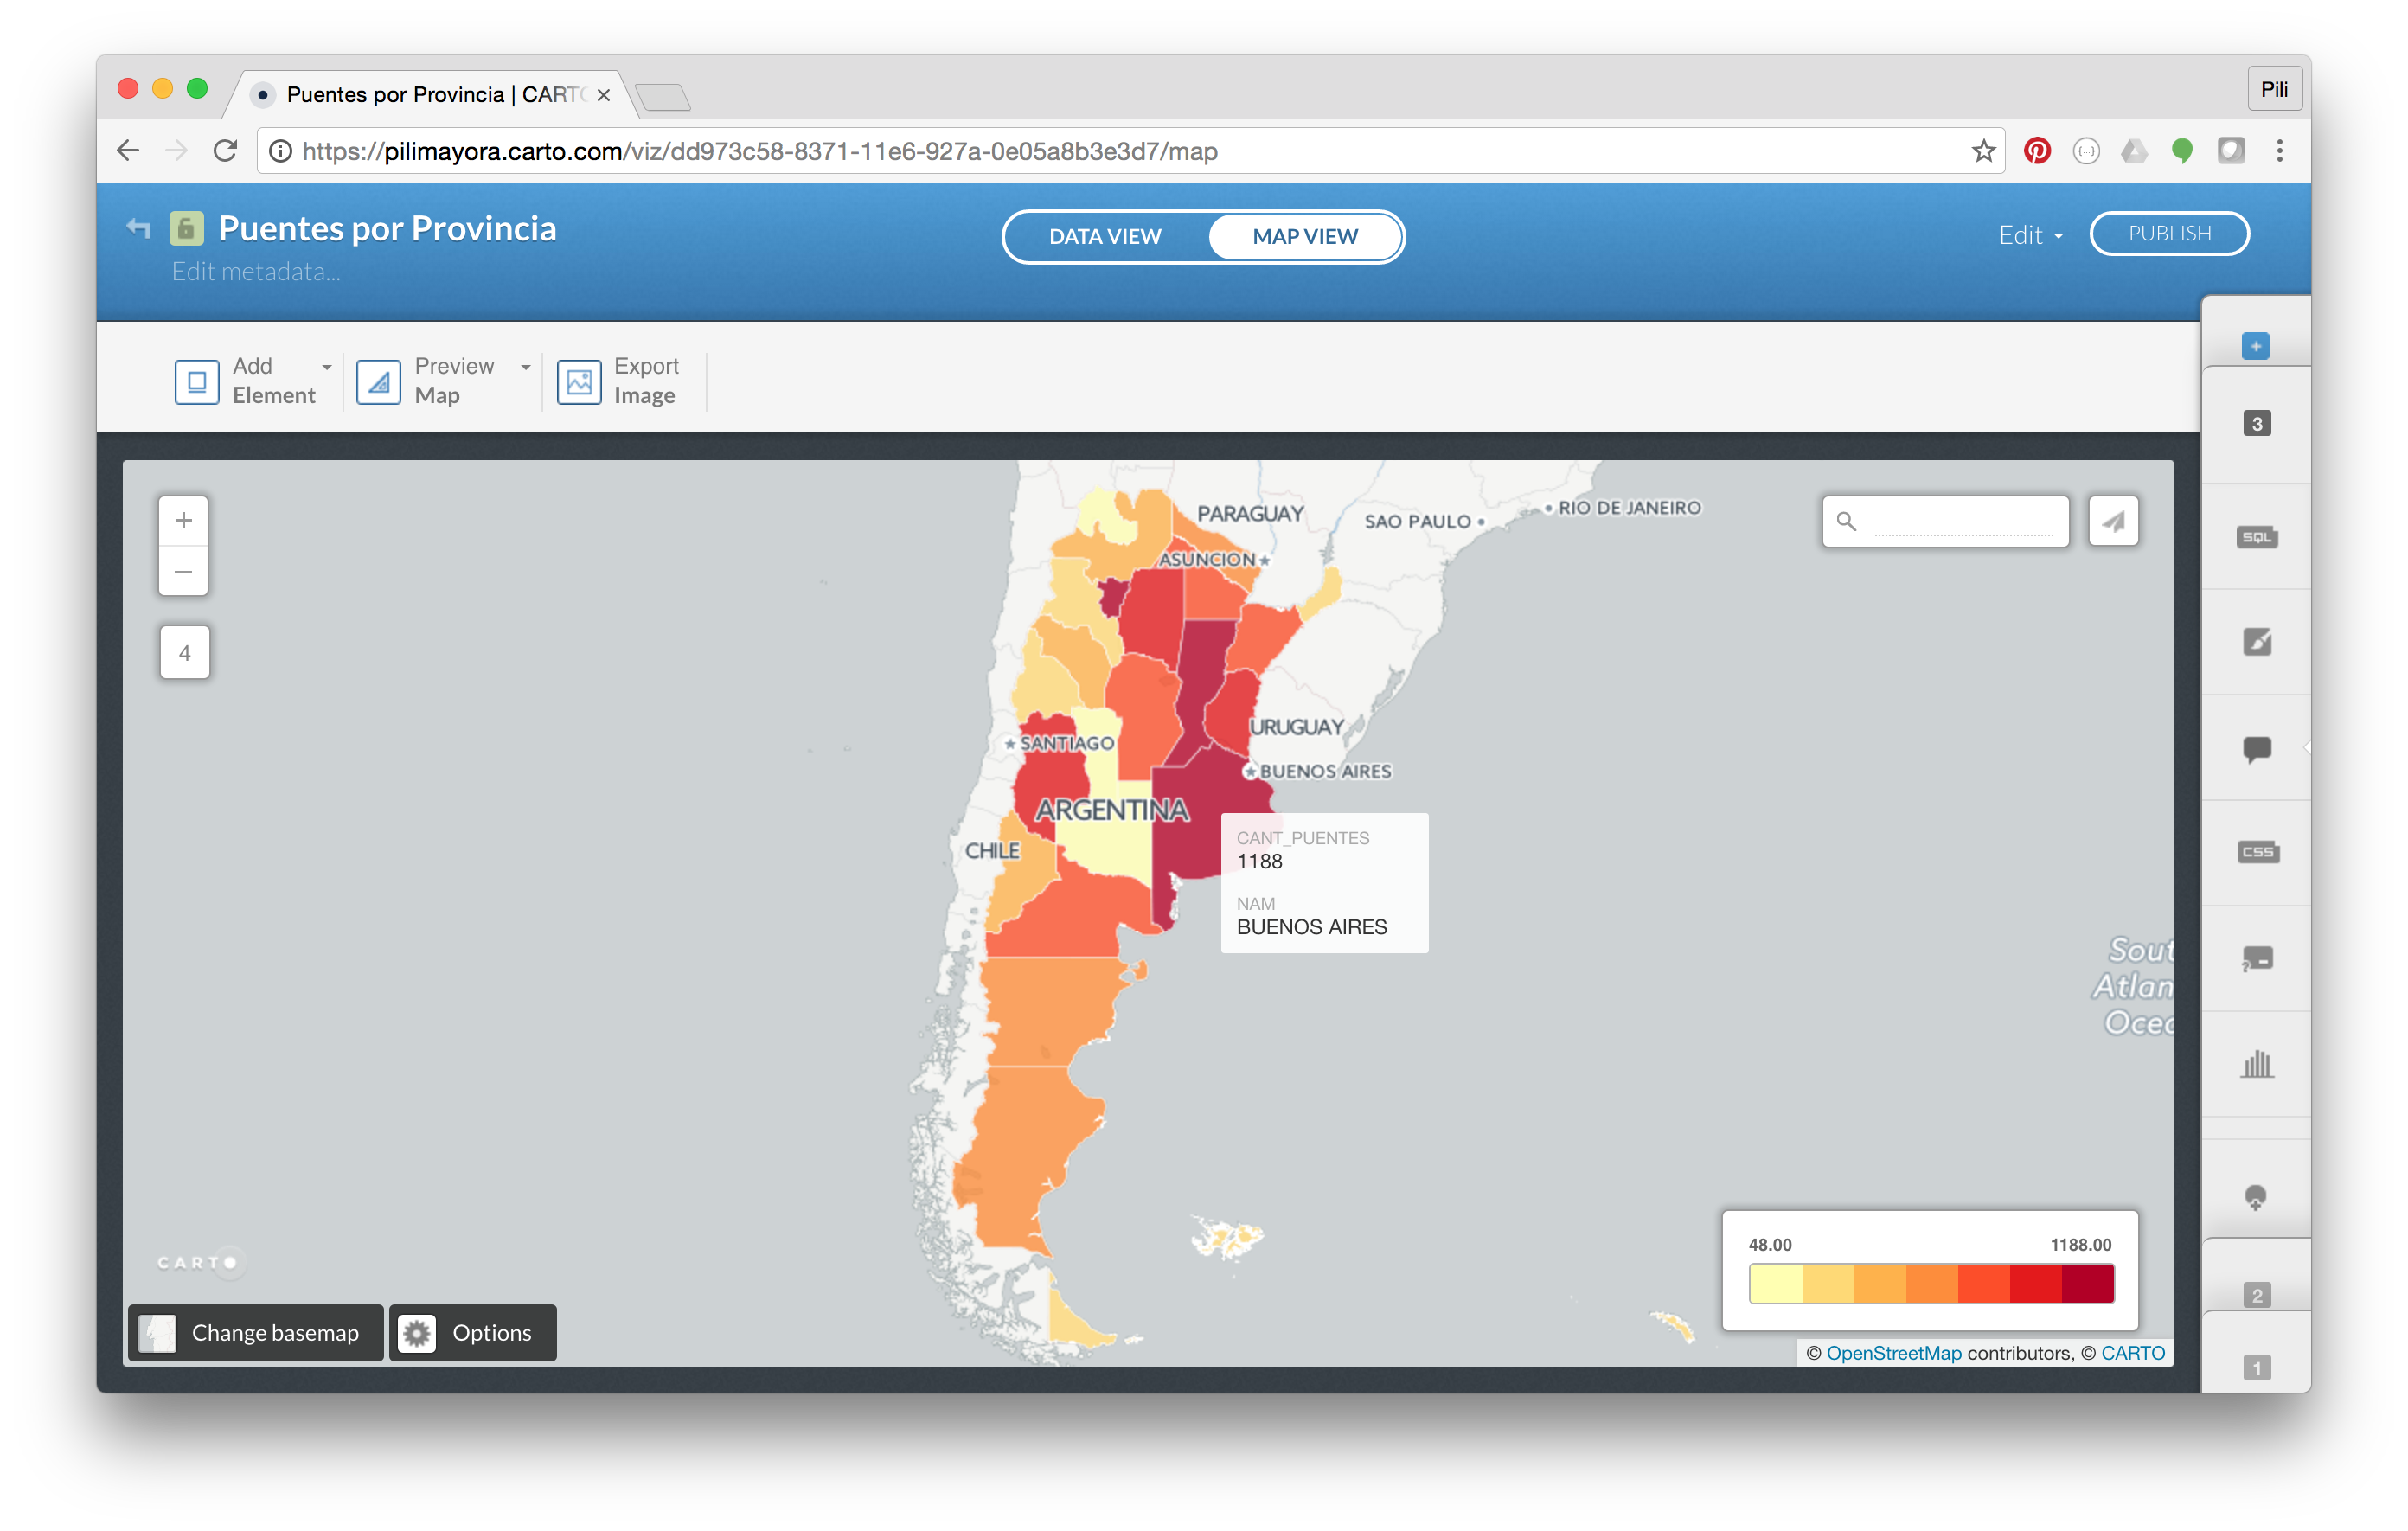 Puentes por Provincia | CARTO
Pili
https://pilimayora.carto.com/viz/dd973c58-8371-11e6-927a-0e05a8b3e3d7/map
Puentes por Provincia
Edit metadata...
DATA VIEW
MAP VIEW
Edit
PUBLISH
Add
Element
Preview
Map
Export
Image
3
SQL
CSS
2
1
+
−
4
PARAGUAY
SAO PAULO
RIO DE JANEIRO
ASUNCION
SANTIAGO
URUGUAY
BUENOS AIRES
ARGENTINA
CHILE
CANT_PUENTES
1188
NAM
BUENOS AIRES
Sout
Atlan
Ocea
48.00
1188.00
CARTO
Change basemap
Options
© OpenStreetMap contributors, © CARTO